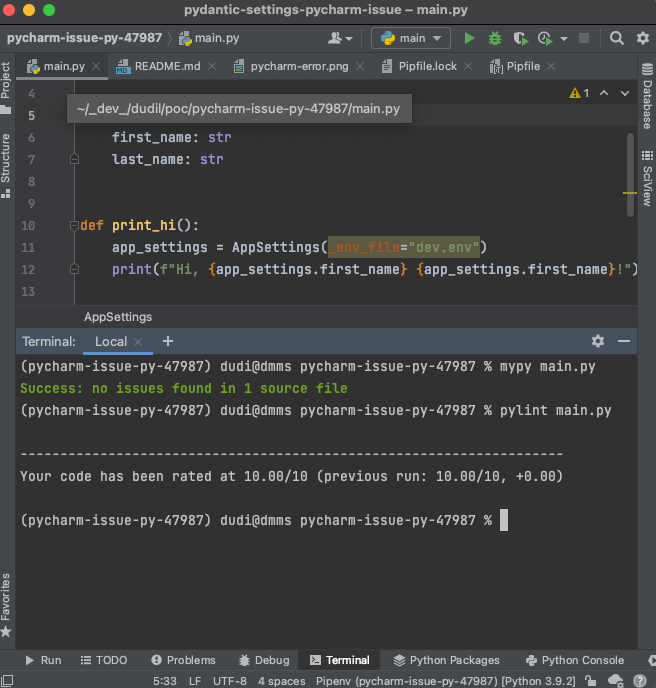 pydantic-settings-pycharm-issue – main.py
pycharm-issue-py-47987 main.py main
main.py README.md pycharm-error.png Pipfile.lock Pipfile
Project
Structure
Favorites
Database
SciView
4
1
5
~/_dev_/dudil/poc/pycharm-issue-py-47987/main.py
6 first_name: str
7 last_name: str
8
9
10 def print_hi():
11 app_settings = AppSettings(_env_file="dev.env")
12 print(f"Hi, {app_settings.first_name} {app_settings.first_name}!")
13
AppSettings
Terminal: Local +
(pycharm-issue-py-47987) dudi@dmms pycharm-issue-py-47987 % mypy main.py
Success: no issues found in 1 source file
(pycharm-issue-py-47987) dudi@dmms pycharm-issue-py-47987 % pylint main.py
--------------------------------------------------------------------
Your code has been rated at 10.00/10 (previous run: 10.00/10, +0.00)
(pycharm-issue-py-47987) dudi@dmms pycharm-issue-py-47987 %
Run TODO Problems Debug Terminal Python Packages Python Console
5:33 LF UTF-8 4 spaces Pipenv (pycharm-issue-py-47987) [Python 3.9.2]